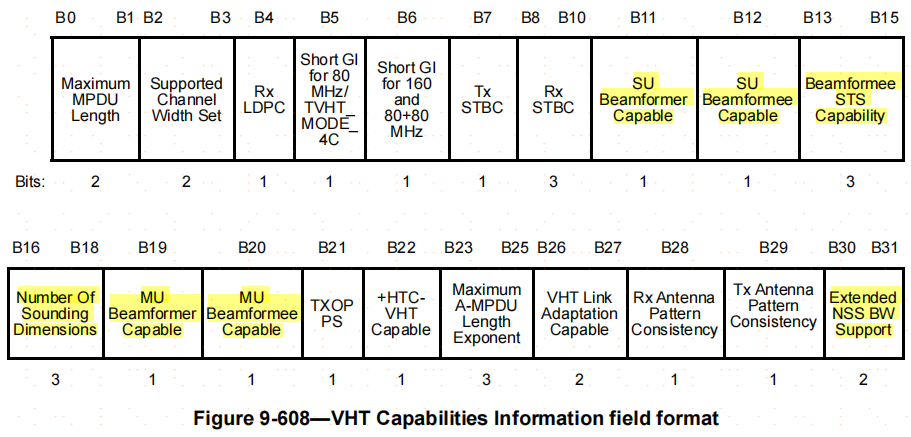 B0 B1 B2 B3 B4 B5 B6 B7 B8 B10 B11 B12 B13 B15
Maximum
MPDU
Length
Supported
Channel
Width Set
Rx
LDPC
Short GI
for 80
MHz/
TVHT_
MODE_
4C
Short GI
for 160
and
80+80
MHz
Tx
STBC
Rx
STBC
SU
Beamformer
Capable
SU
Beamformee
Capable
Beamformee
STS
Capability
Bits: 2 2 1 1 1 1 3 1 1 3
B16 B18 B19 B20 B21 B22 B23 B25 B26 B27 B28 B29 B30 B31
Number Of
Sounding
Dimensions
MU
Beamformer
Capable
MU
Beamformee
Capable
TXOP
PS
+HTC-
VHT
Capable
Maximum
A-MPDU
Length
Exponent
VHT Link
Adaptation
Capable
Rx Antenna
Pattern
Consistency
Tx Antenna
Pattern
Consistency
Extended
NSS BW
Support
3 1 1 1 1 3 2 1 1 2
Figure 9-608—VHT Capabilities Information field format